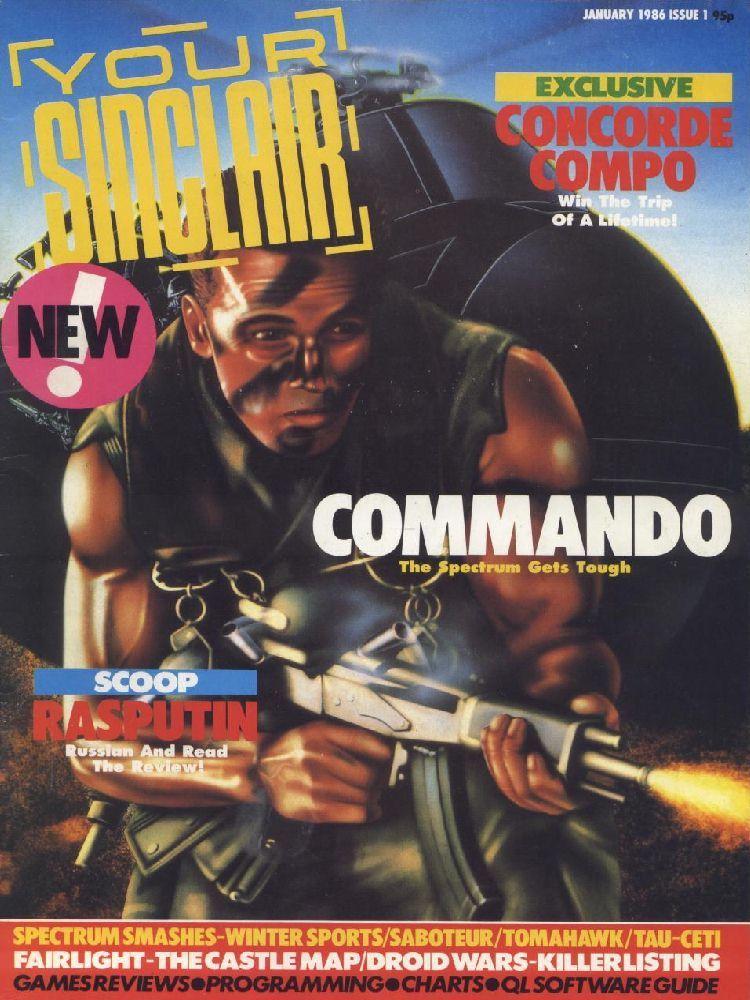 JANUARY 1986 ISSUE 1 95p
YOUR
SINCLAIR
EXCLUSIVE
CONCORDE
COMPO
Win The Trip
Of A Lifetime!
NEW!
COMMANDO
The Spectrum Gets Tough
SCOOP
RASPUTIN
Russian And Read
The Review!
SPECTRUM SMASHES-WINTER SPORTS/SABOTEUR/TOMAHAWK/TAU-CETI
FAIRLIGHT-THE CASTLE MAP/DROID WARS-KILLER LISTING
GAMES REVIEWS●PROGRAMMING●CHARTS●QL SOFTWARE GUIDE